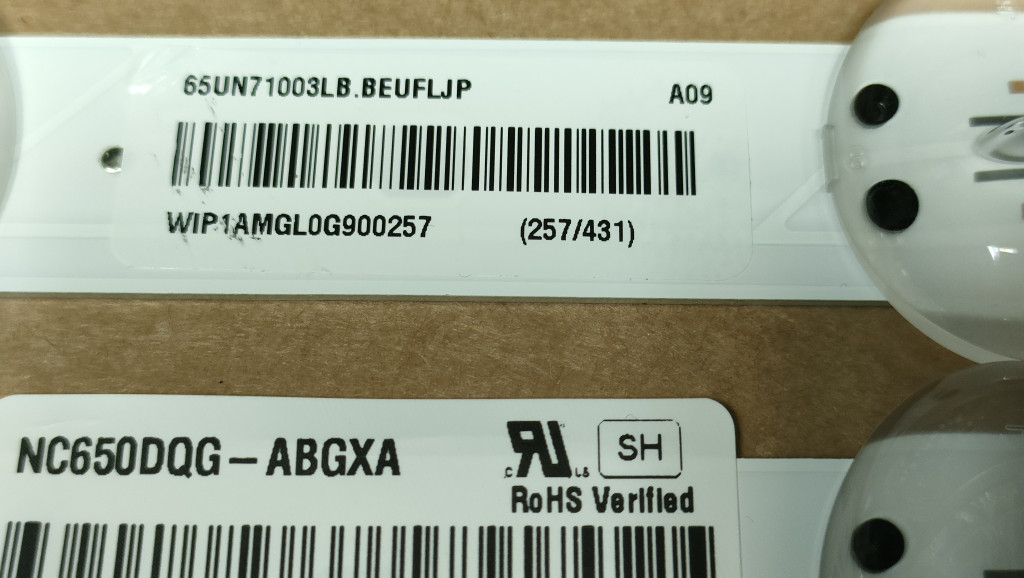 65UN71003LB.BEUFLJP A09
WIP1AMGL0G900257 (257/431)
NC650DQG-ABGXA
SH
RoHS Verified